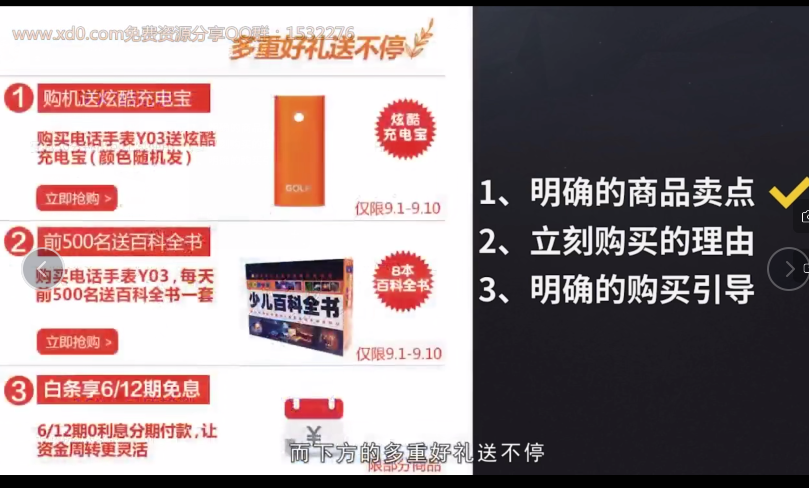 www.xd0.com免费资源分享QQ群：1532276
多重好礼送不停
1 购机送炫酷充电宝
购买电话手表Y03送炫酷
充电宝(颜色随机发)
立即抢购 >
炫酷
充电宝
仅限9.1-9.10
2 前500名送百科全书
购买电话手表Y03，每天
前500名送百科全书一套
立即抢购 >
少儿百科全书
8本
百科全书
仅限9.1-9.10
3 白条享6/12期免息
6/12期0利息分期付款，让
资金周转更灵活
¥
限部分商品
1、明确的商品卖点
2、立刻购买的理由
3、明确的购买引导
而下方的多重好礼送不停